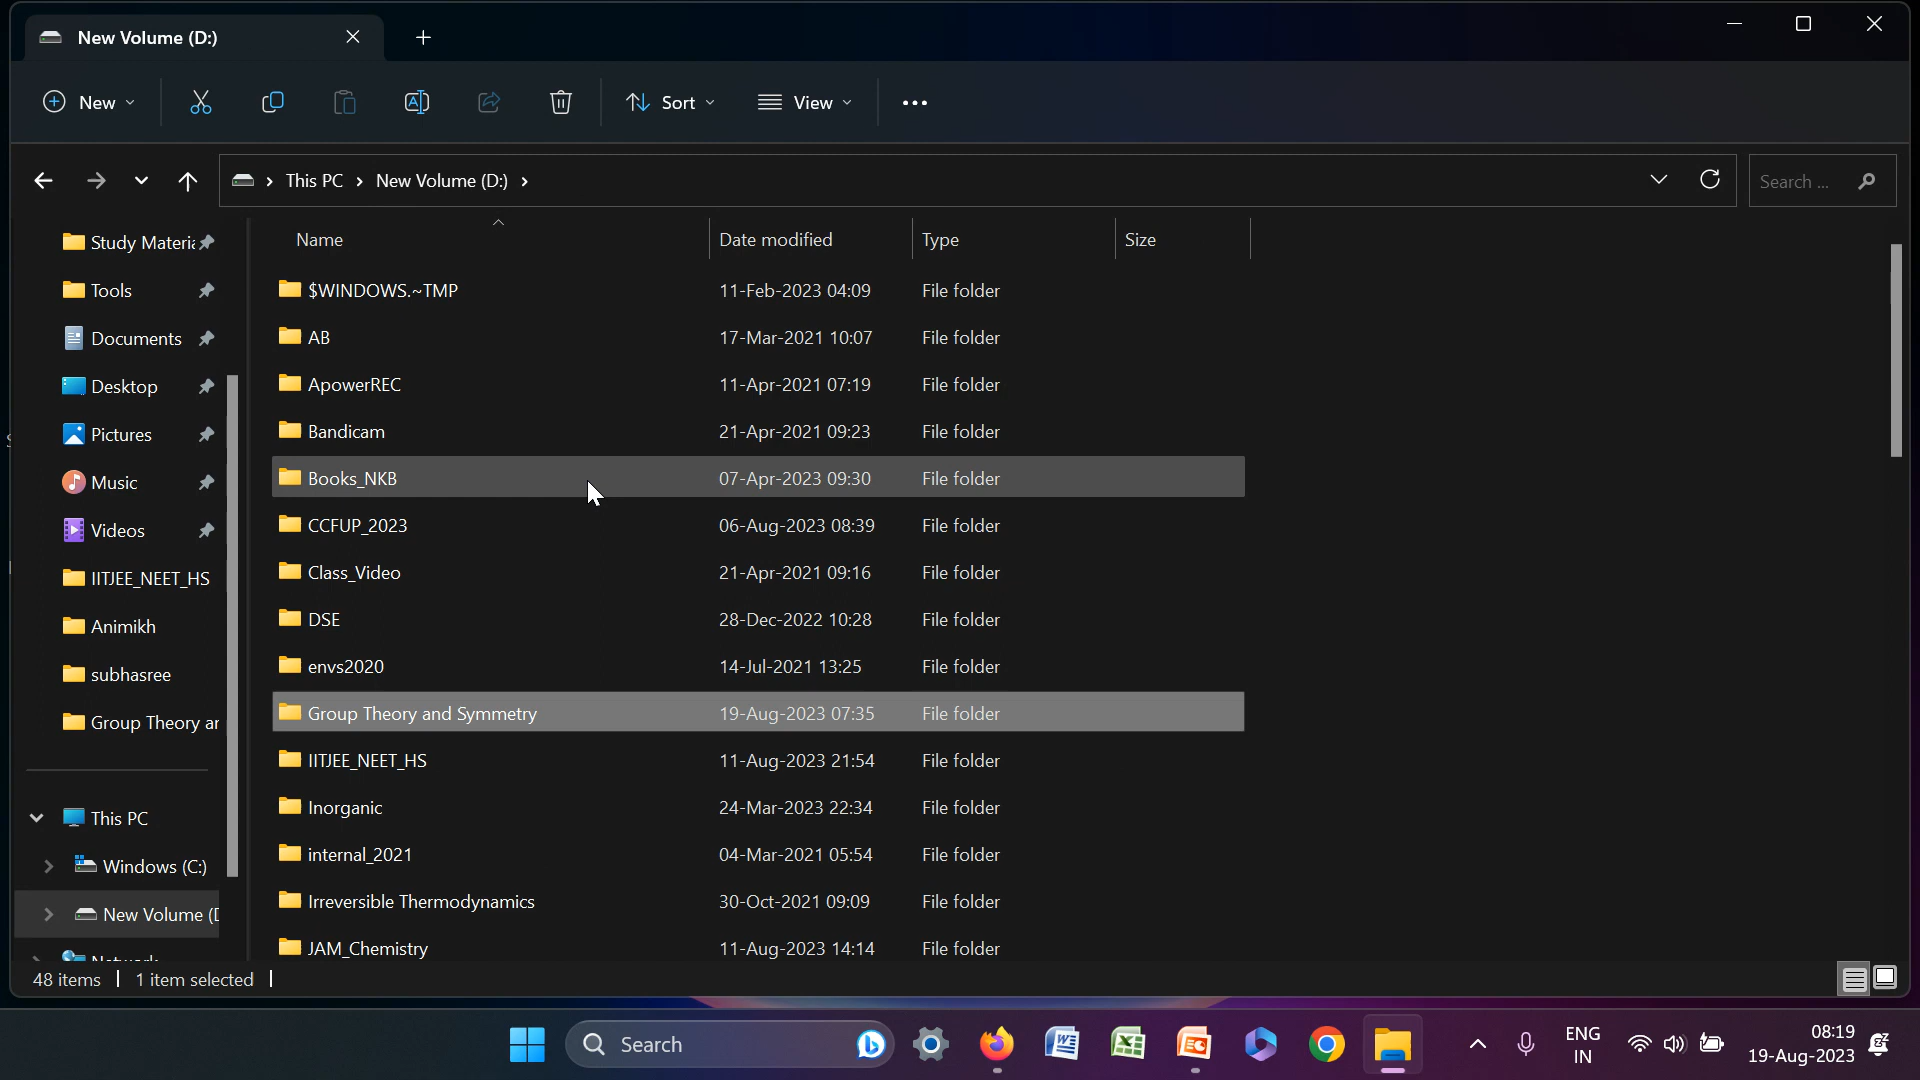 New Volume (D:)
New
Sort
View
This PC
New Volume (D:)
Search ...
Study Materia
Tools
Documents
Desktop
Pictures
Music
Videos
IITJEE_NEET_HS
Animikh
subhasree
Group Theory ar
This PC
Windows (C:)
New Volume (D
Name Date modified Type Size
$WINDOWS.~TMP 11-Feb-2023 04:09 File folder
AB 17-Mar-2021 10:07 File folder
ApowerREC 11-Apr-2021 07:19 File folder
Bandicam 21-Apr-2021 09:23 File folder
Books_NKB 07-Apr-2023 09:30 File folder
CCFUP_2023 06-Aug-2023 08:39 File folder
Class_Video 21-Apr-2021 09:16 File folder
DSE 28-Dec-2022 10:28 File folder
envs2020 14-Jul-2021 13:25 File folder
Group Theory and Symmetry 19-Aug-2023 07:35 File folder
IITJEE_NEET_HS 11-Aug-2023 21:54 File folder
Inorganic 24-Mar-2023 22:34 File folder
internal_2021 04-Mar-2021 05:54 File folder
Irreversible Thermodynamics 30-Oct-2021 09:09 File folder
JAM_Chemistry 11-Aug-2023 14:14 File folder
48 items
1 item selected
Search
ENG
IN
08:19
19-Aug-2023